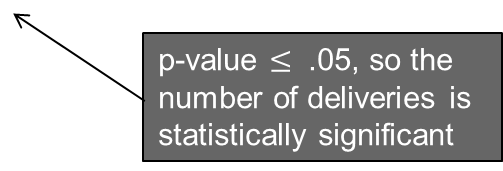 p-value ≤ .05, so the
number of deliveries is
statistically significant